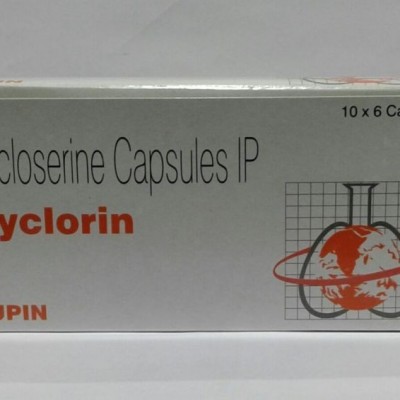 10 x 6 Ca
closerine Capsules IP
yclorin
UPIN